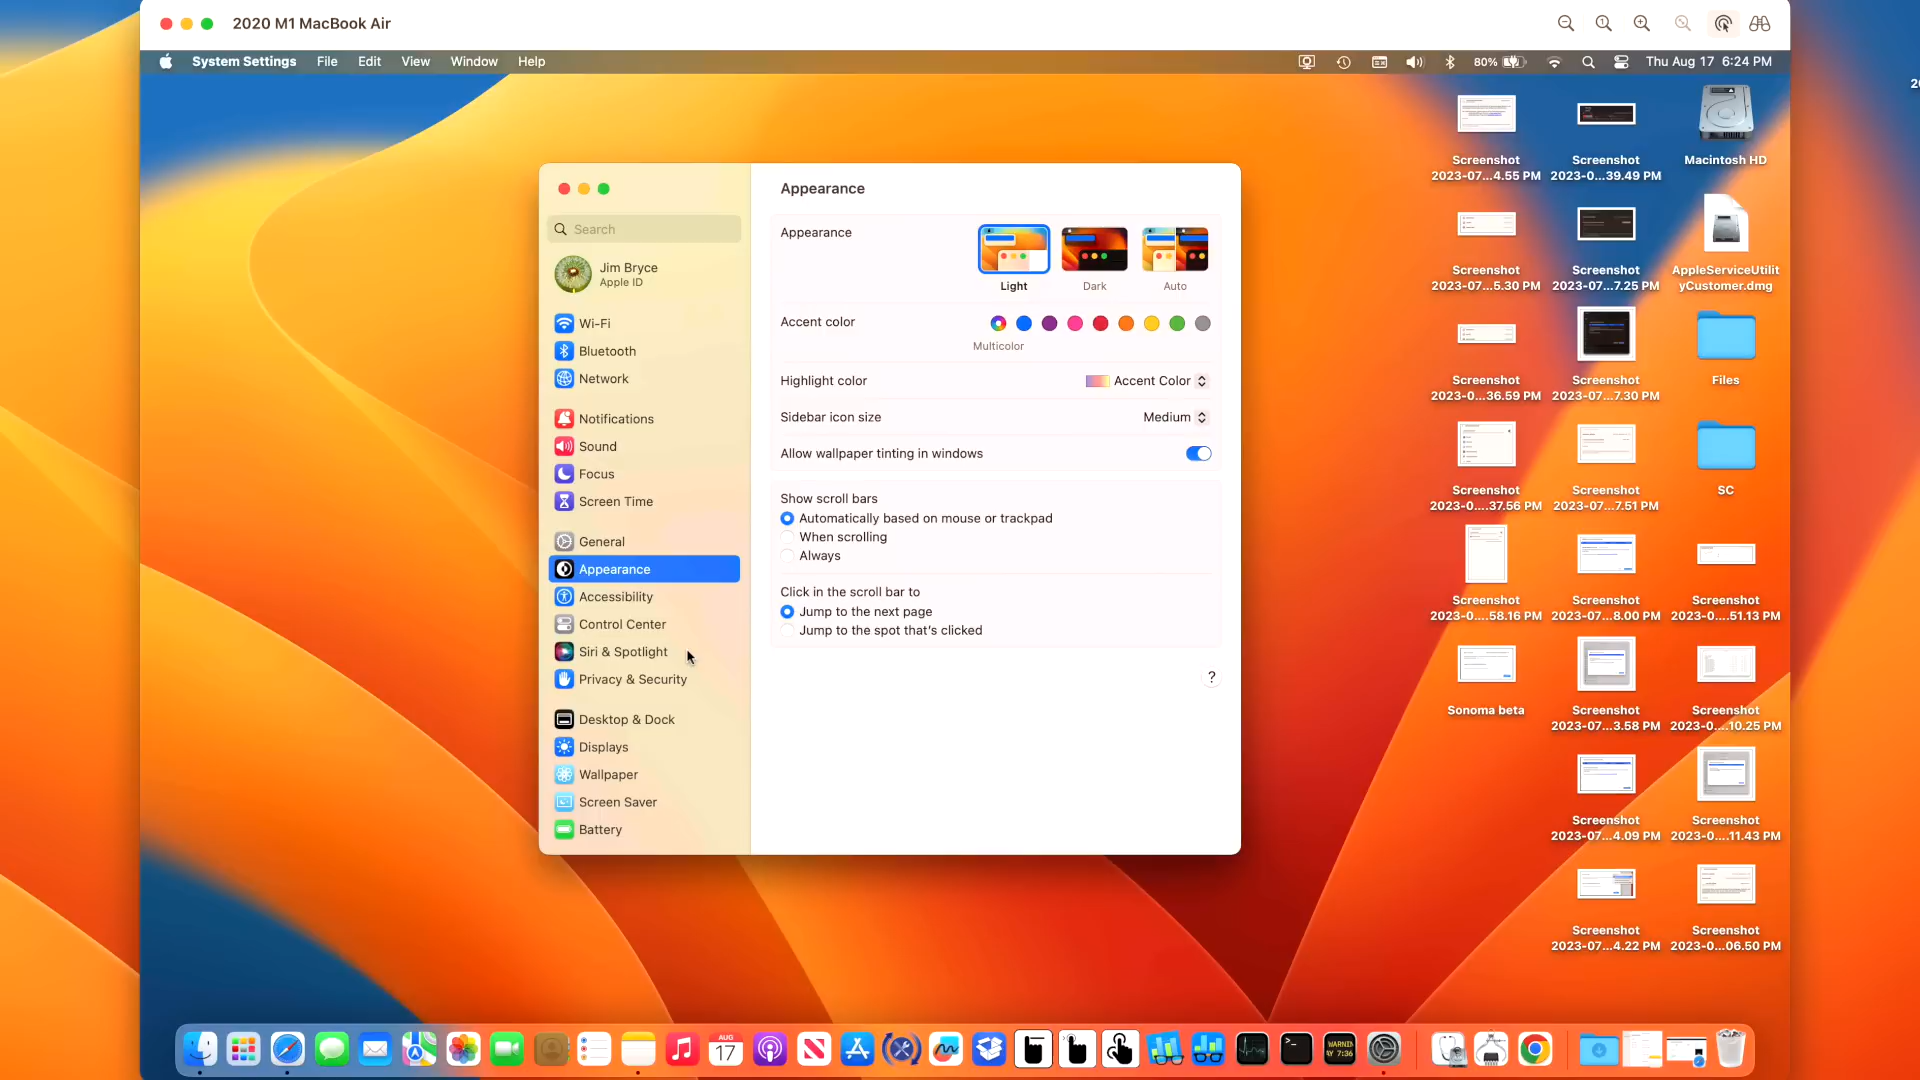 2020 M1 MacBook Air
System Settings File Edit View Window Help
80%
Thu Aug 17 6:24 PM
Search
Jim Bryce
Apple ID
Wi-Fi
Bluetooth
Network
Notifications
Sound
Focus
Screen Time
General
Appearance
Accessibility
Control Center
Siri & Spotlight
Privacy & Security
Desktop & Dock
Displays
Wallpaper
Screen Saver
Battery
Appearance
Appearance
Light
Dark
Auto
Accent color
Multicolor
Highlight color
Accent Color
Sidebar icon size
Medium
Allow wallpaper tinting in windows
Show scroll bars
Automatically based on mouse or trackpad
When scrolling
Always
Click in the scroll bar to
Jump to the next page
Jump to the spot that's clicked
?
Screenshot
2023-07...4.55 PM
Screenshot
2023-0...39.49 PM
Macintosh HD
Screenshot
2023-07...5.30 PM
Screenshot
2023-07...7.25 PM
AppleServiceUtilit
yCustomer.dmg
Screenshot
2023-0...36.59 PM
Screenshot
2023-07...7.30 PM
Files
Screenshot
2023-0....37.56 PM
Screenshot
2023-07...7.51 PM
SC
Screenshot
2023-0....58.16 PM
Screenshot
2023-07...8.00 PM
Screenshot
2023-0....51.13 PM
Sonoma beta
Screenshot
2023-07...3.58 PM
Screenshot
2023-0....10.25 PM
Screenshot
2023-07...4.09 PM
Screenshot
2023-0....11.43 PM
Screenshot
2023-07...4.22 PM
Screenshot
2023-0...06.50 PM
AUG
17
WARNIN
AY 7:36